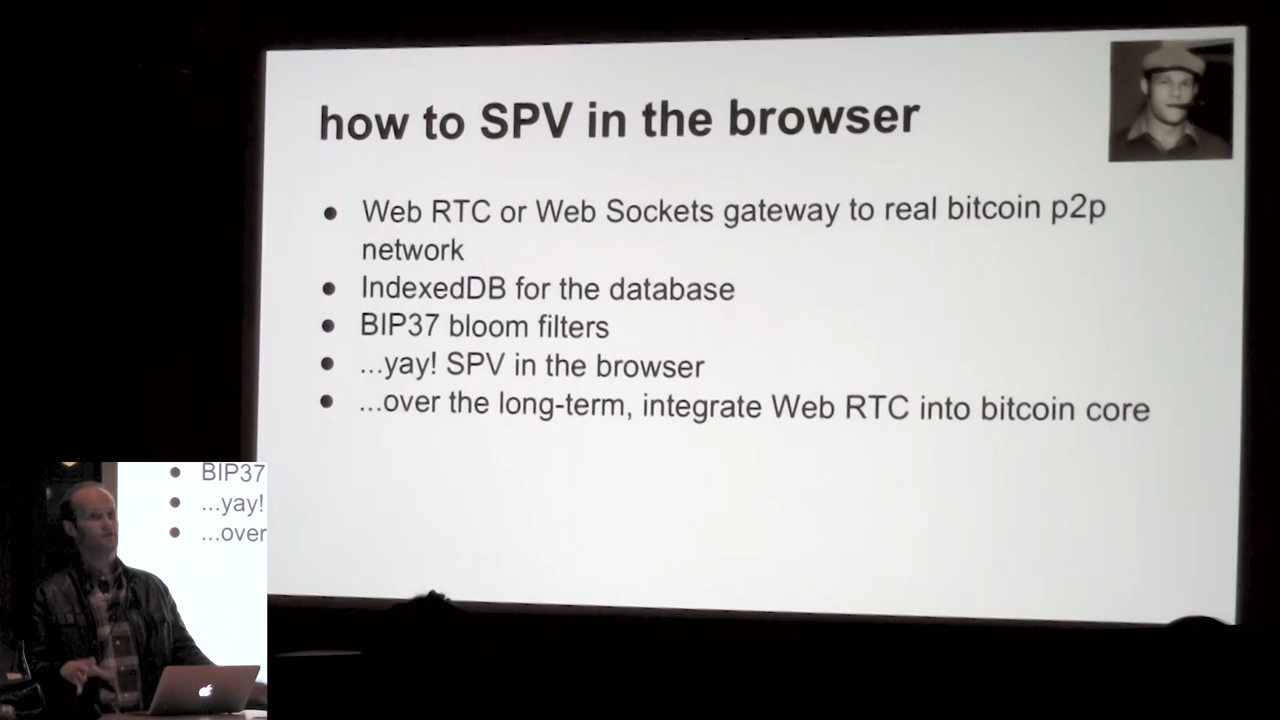 how to SPV in the browser
● Web RTC or Web Sockets gateway to real bitcoin p2p
network
● IndexedDB for the database
● BIP37 bloom filters
● ...yay! SPV in the browser
● ...over the long-term, integrate Web RTC into bitcoin core
● BIP37
● ...yay!
● ...over